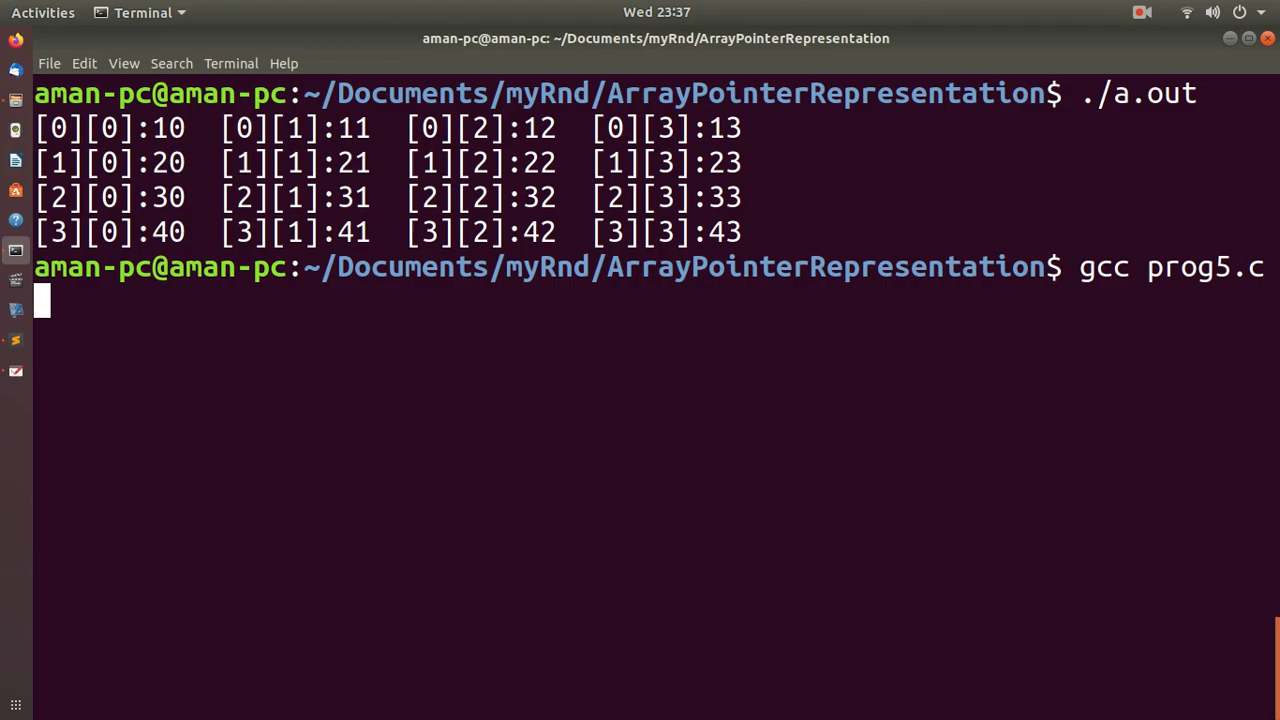 Activities Terminal Wed 23:37
aman-pc@aman-pc: ~/Documents/myRnd/ArrayPointerRepresentation
File Edit View Search Terminal Help
aman-pc@aman-pc:~/Documents/myRnd/ArrayPointerRepresentation$ ./a.out
[0][0]:10 [0][1]:11 [0][2]:12 [0][3]:13
[1][0]:20 [1][1]:21 [1][2]:22 [1][3]:23
[2][0]:30 [2][1]:31 [2][2]:32 [2][3]:33
[3][0]:40 [3][1]:41 [3][2]:42 [3][3]:43
aman-pc@aman-pc:~/Documents/myRnd/ArrayPointerRepresentation$ gcc prog5.c